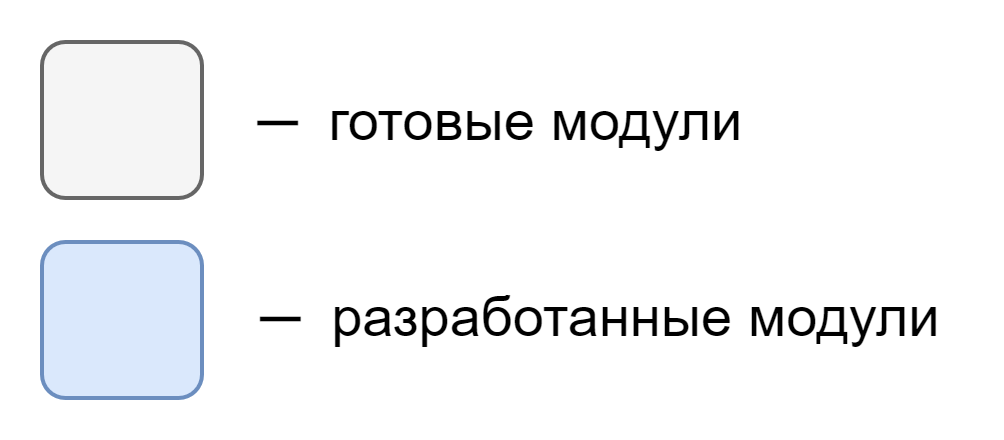 — готовые модули
— разработанные модули